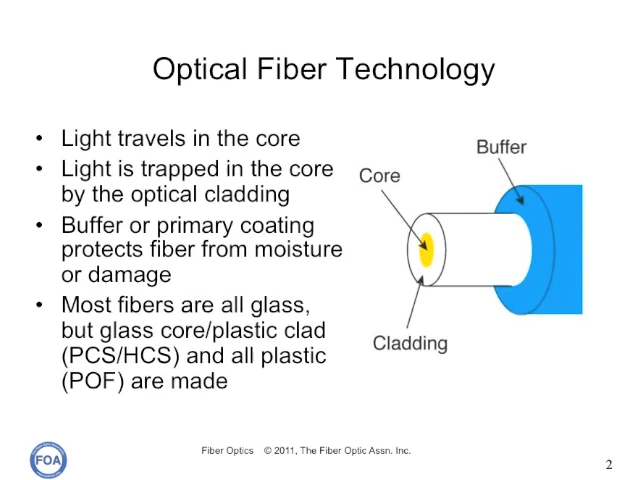 Optical Fiber Technology
• Light travels in the core
• Light is trapped in the core
by the optical cladding
• Buffer or primary coating
protects fiber from moisture
or damage
• Most fibers are all glass,
but glass core/plastic clad
(PCS/HCS) and all plastic
(POF) are made
Buffer
Core
Cladding
FOA
Fiber Optics © 2011, The Fiber Optic Assn. Inc.
2